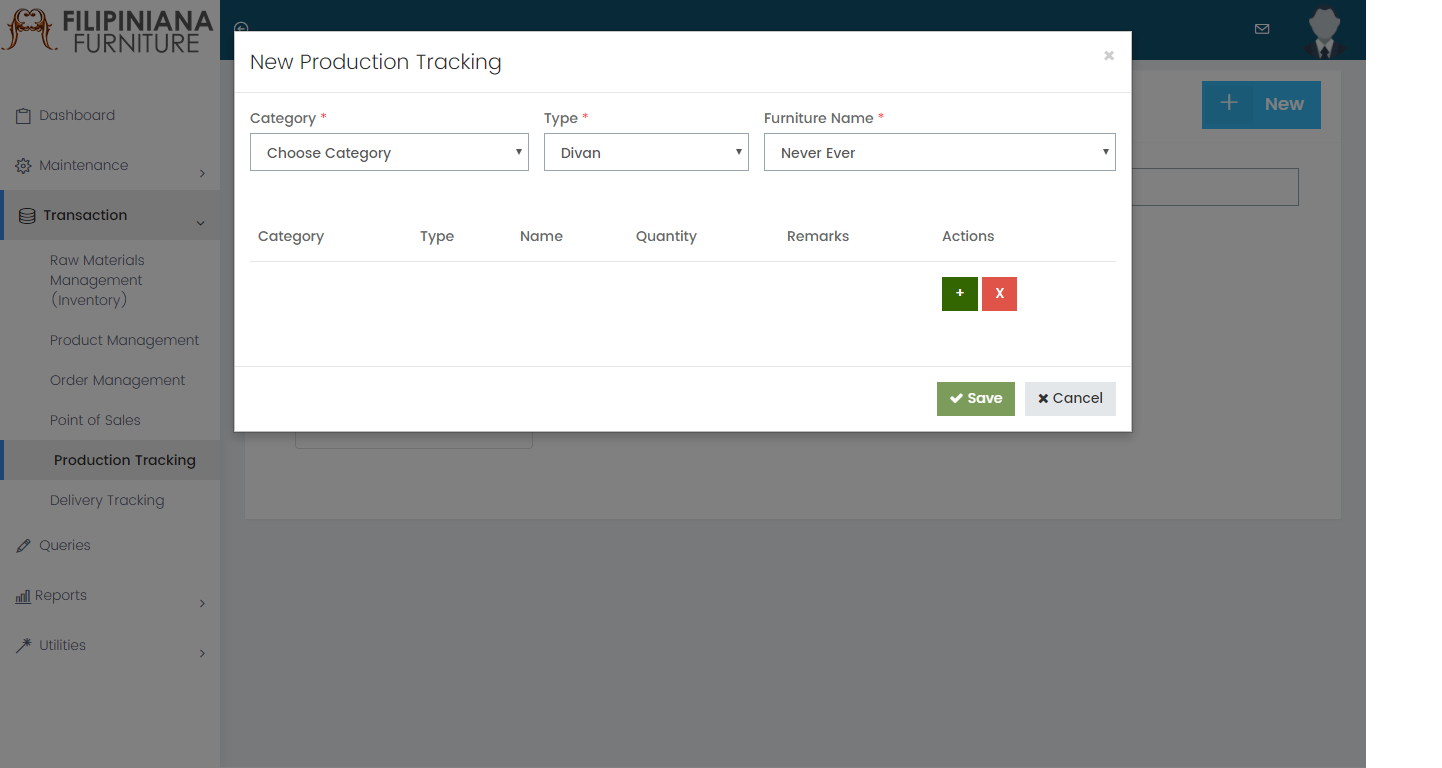 FILIPINIANA
FURNITURE
Dashboard
Maintenance
Transaction
Raw Materials
Management
(Inventory)
Product Management
Order Management
Point of Sales
Production Tracking
Delivery Tracking
Queries
Reports
Utilities
New
New Production Tracking
×
Category *
Type *
Furniture Name *
Choose Category
Divan
Never Ever
Category Type Name Quantity Remarks Actions
+ X
Save
Cancel